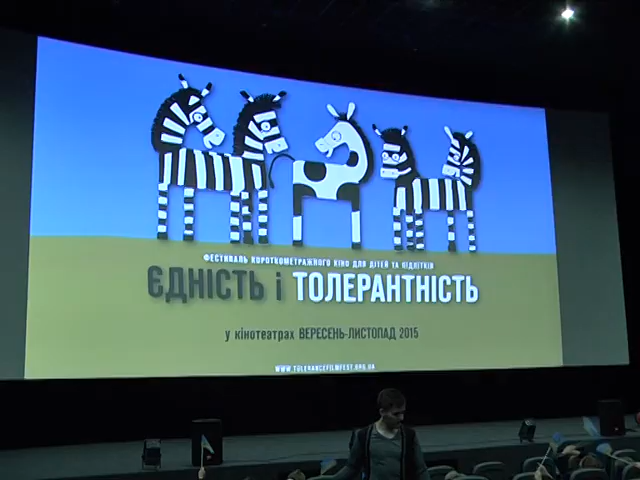 ФЕСТИВАЛЬ КОРОТКОМЕТРАЖНОГО КІНО ДЛЯ ДІТЕЙ ТА ПІДЛІТКІВ
ЄДНІСТЬ і ТОЛЕРАНТНІСТЬ
у кінотеатрах ВЕРЕСЕНЬ-ЛИСТОПАД 2015
WWW.TOLERANCEFILMFEST.ORG.UA